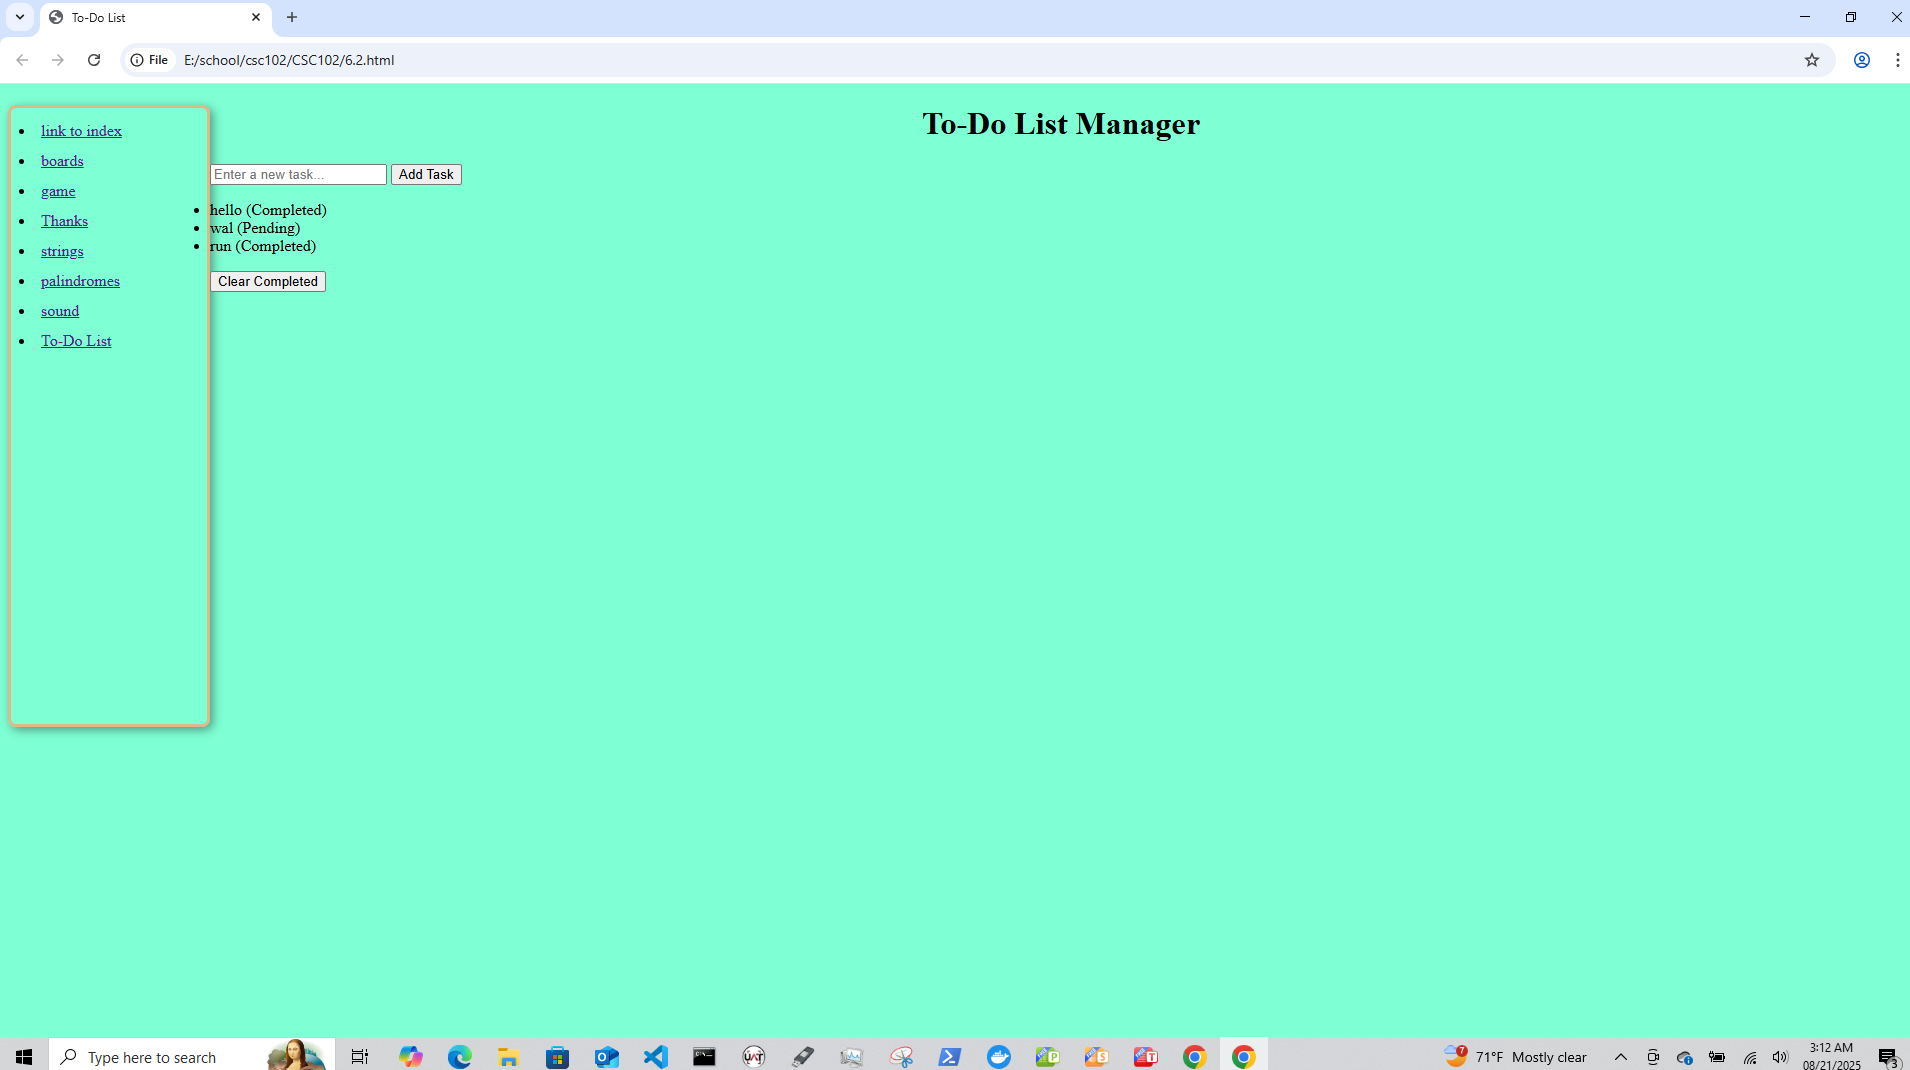 To-Do List
File
E:/school/csc102/CSC102/6.2.html
link to index
boards
game
Thanks
strings
palindromes
sound
To-Do List
To-Do List Manager
Enter a new task...
Add Task
hello (Completed)
wal (Pending)
run (Completed)
Clear Completed
Type here to search
UAT
P
S
T
7
71°F Mostly clear
3:12 AM
08/21/2025
3